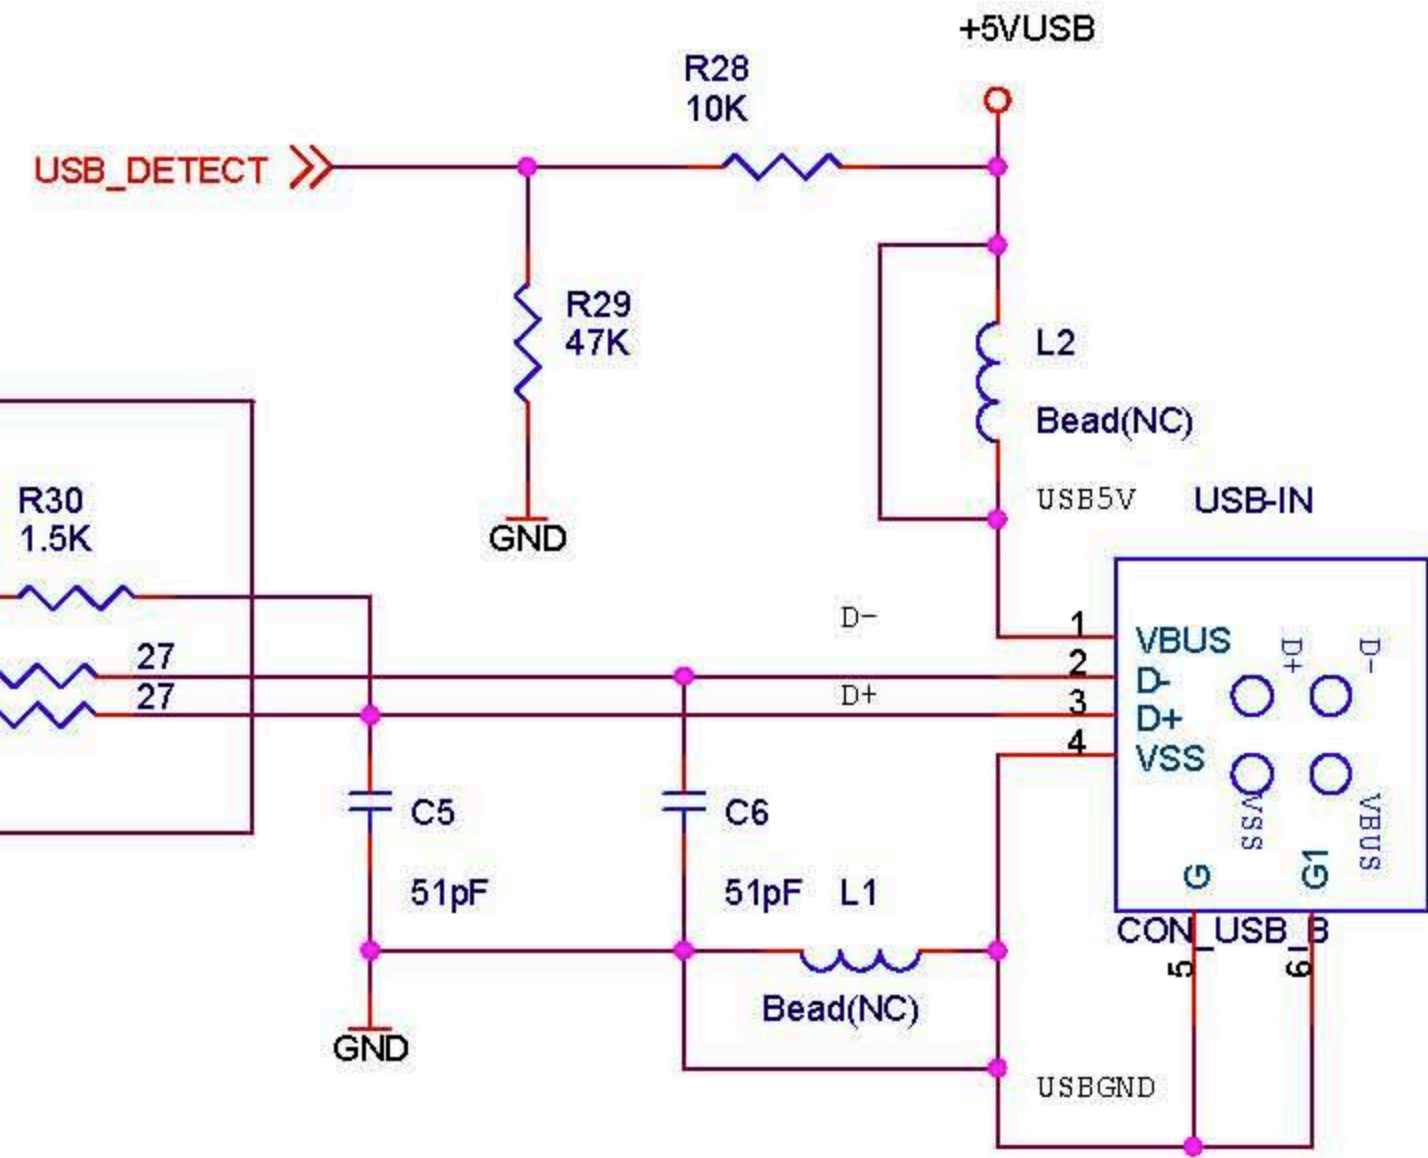 +5VUSB
R28
10K
USB_DETECT
R29
47K
L2
Bead(NC)
GND
USB5V
USB-IN
R30
1.5K
D-
1
VBUS
27
2
D-
27
D+
3
D+
4
VSS
D+
D-
VSS
VBUS
C5
C6
51pF
51pF
L1
G
G1
CON_USB_B
5
6
Bead(NC)
GND
USBGND